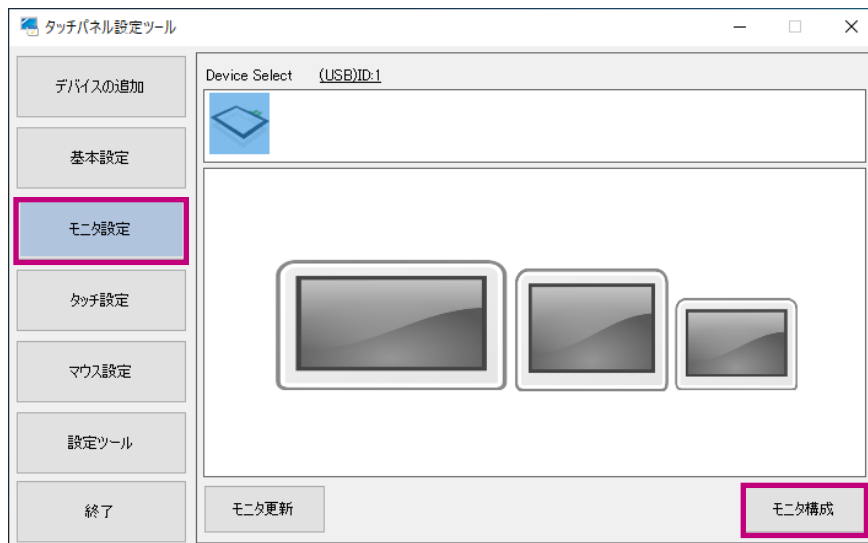 タッチパネル設定ツール
デバイスの追加
基本設定
モニタ設定
タッチ設定
マウス設定
設定ツール
終了
Device Select (USB)ID:1
モニタ更新
モニタ構成